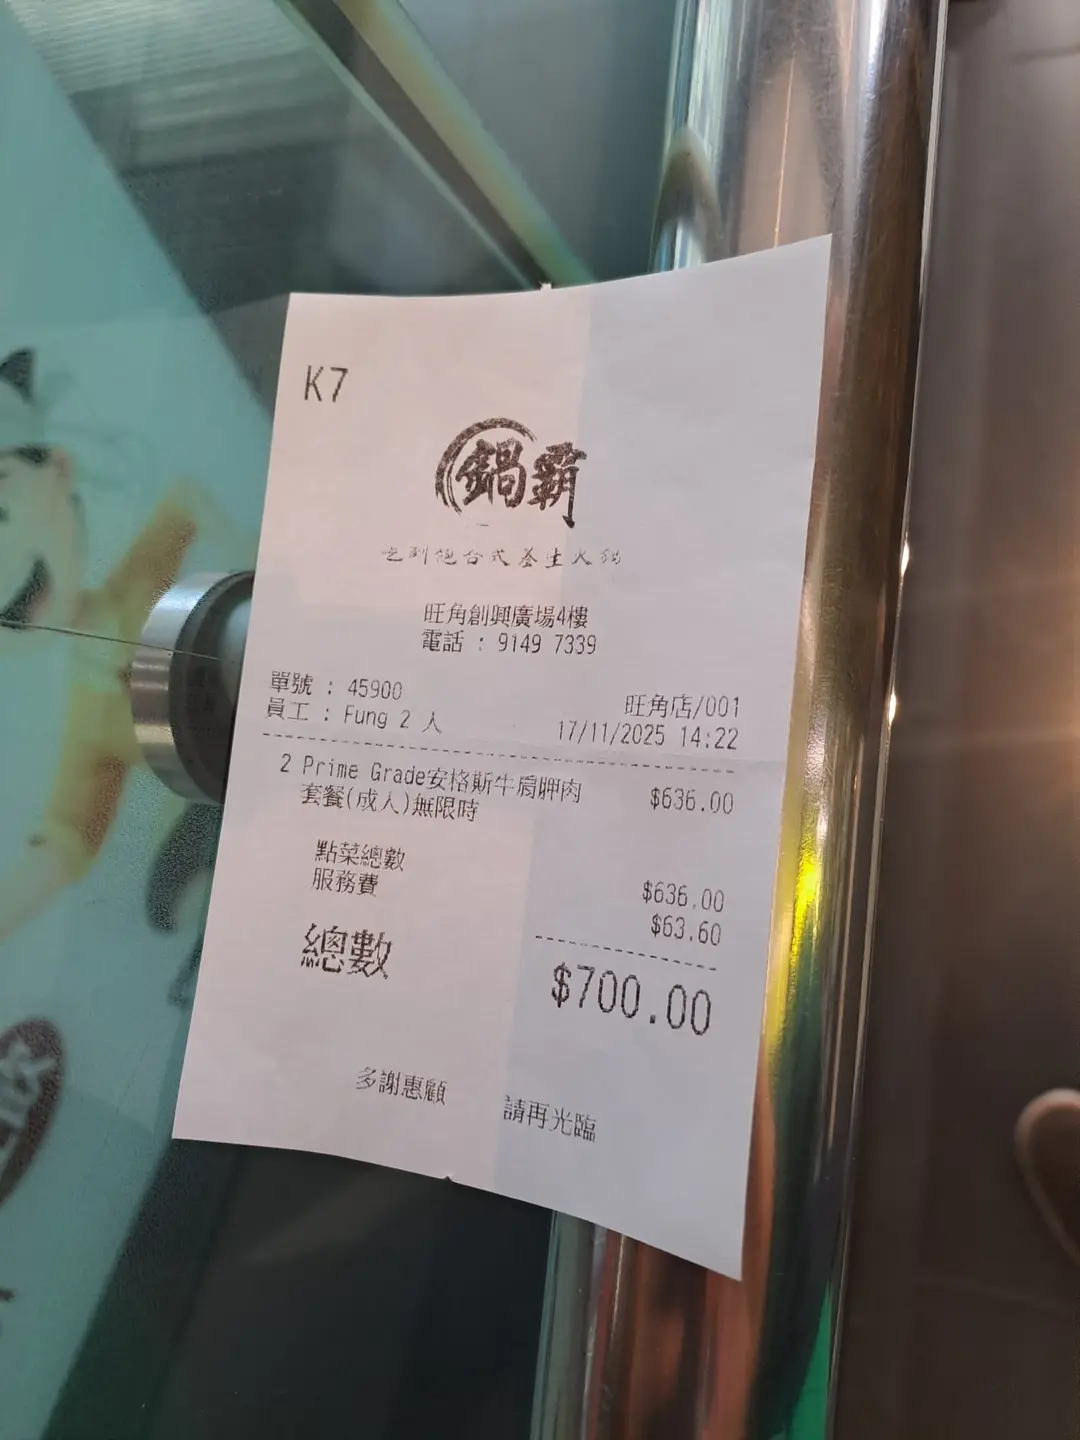 K7
鍋霸
吃到飽台式養生火鍋
旺角創興廣場4樓
電話 : 9149 7339
單號 : 45900 旺角店/001
員工 : Fung 2 人 17/11/2025 14:22
2 Prime Grade安格斯牛肩胛肉 $636.00
套餐(成人)無限時
點菜總數 $636.00
服務費 $63.60
總數 $700.00
多謝惠顧 請再光臨